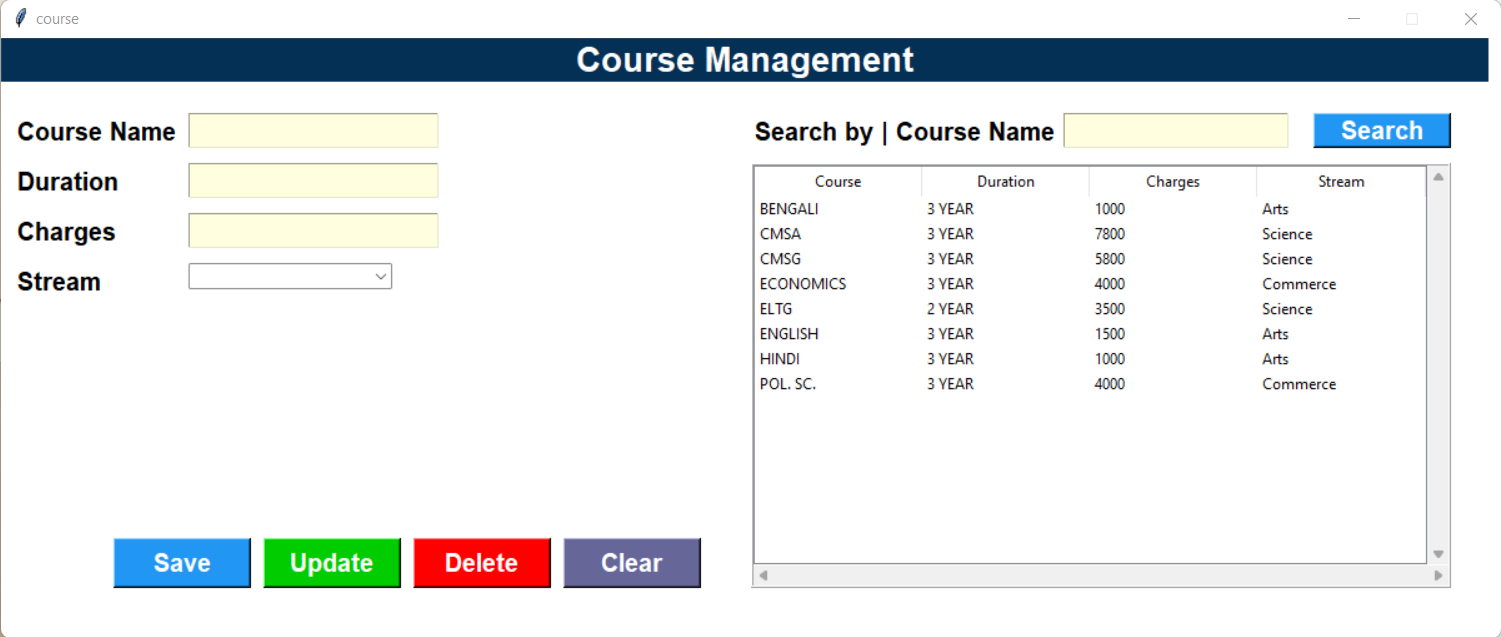 course
Course Management
Course Name
Duration
Charges
Stream
Save Update Delete Clear
Search by | Course Name Search
Course Duration Charges Stream
BENGALI 3 YEAR 1000 Arts
CMSA 3 YEAR 7800 Science
CMSG 3 YEAR 5800 Science
ECONOMICS 3 YEAR 4000 Commerce
ELTG 2 YEAR 3500 Science
ENGLISH 3 YEAR 1500 Arts
HINDI 3 YEAR 1000 Arts
POL. SC. 3 YEAR 4000 Commerce